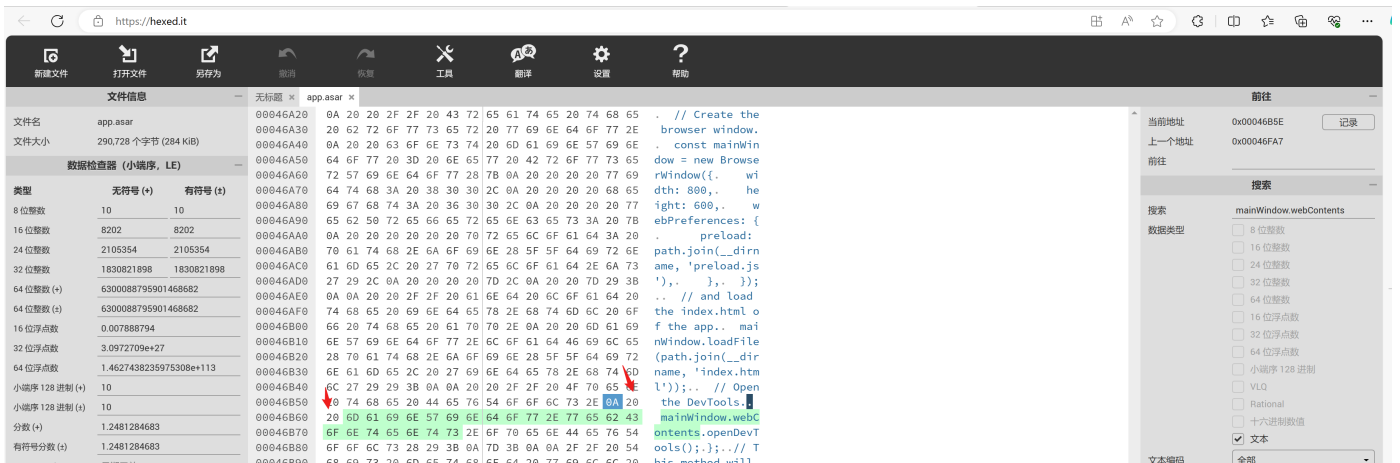 https://hexed.it
新建文件 打开文件 另存为 撤消 恢复 工具 翻译 设置 帮助
文件信息
文件名 app.asar
文件大小 290,728 个字节 (284 KiB)
数据检查器（小端序，LE）
类型 无符号 (+) 有符号 (±)
8 位整数 10 10
16 位整数 8202 8202
24 位整数 2105354 2105354
32 位整数 1830821898 1830821898
64 位整数 (+) 6300088795901468682
64 位整数 (±) 6300088795901468682
16 位浮点数 0.007888794
32 位浮点数 3.0972709e+27
64 位浮点数 1.4627438235975308e+113
小端序 128 进制 (+) 10
小端序 128 进制 (±) 10
分数 (+) 1.2481284683
有符号分数 (±) 1.2481284683
无标题 × app.asar ×
00046A20 0A 20 20 2F 2F 20 43 72 65 61 74 65 20 74 68 65 .  // Create the
00046A30 20 62 72 6F 77 73 65 72 20 77 69 6E 64 6F 77 2E  browser window.
00046A40 0A 20 20 63 6F 6E 73 74 20 6D 61 69 6E 57 69 6E .  const mainWin
00046A50 64 6F 77 20 3D 20 6E 65 77 20 42 72 6F 77 73 65 dow = new Browse
00046A60 72 57 69 6E 64 6F 77 28 7B 0A 20 20 20 20 77 69 rWindow({.    wi
00046A70 64 74 68 3A 20 38 30 30 2C 0A 20 20 20 20 68 65 dth: 800,.    he
00046A80 69 67 68 74 3A 20 36 30 30 2C 0A 20 20 20 20 77 ight: 600,.    w
00046A90 65 62 50 72 65 66 65 72 65 6E 63 65 73 3A 20 7B ebPreferences: {
00046AA0 0A 20 20 20 20 20 20 70 72 65 6C 6F 61 64 3A 20 .      preload:
00046AB0 70 61 74 68 2E 6A 6F 69 6E 28 5F 5F 64 69 72 6E path.join(__dirn
00046AC0 61 6D 65 2C 20 27 70 72 65 6C 6F 61 64 2E 6A 73 ame, 'preload.js
00046AD0 27 29 2C 0A 20 20 20 20 7D 2C 0A 20 20 7D 29 3B '),.    },.  });
00046AE0 0A 0A 20 20 2F 2F 20 61 6E 64 20 6C 6F 61 64 20 ..  // and load
00046AF0 74 68 65 20 69 6E 64 65 78 2E 68 74 6D 6C 20 6F the index.html o
00046B00 66 20 74 68 65 20 61 70 70 2E 0A 20 20 6D 61 69 f the app..  mai
00046B10 6E 57 69 6E 64 6F 77 2E 6C 6F 61 64 46 69 6C 65 nWindow.loadFile
00046B20 28 70 61 74 68 2E 6A 6F 69 6E 28 5F 5F 64 69 72 (path.join(__dir
00046B30 6E 61 6D 65 2C 20 27 69 6E 64 65 78 2E 68 74 6D name, 'index.htm
00046B40 6C 27 29 29 3B 0A 0A 20 20 2F 2F 20 4F 70 65 6E l'));..  // Open
00046B50 20 74 68 65 20 44 65 76 54 6F 6F 6C 73 2E 0A 20  the DevTools..
00046B60 20 6D 61 69 6E 57 69 6E 64 6F 77 2E 77 65 62 43  mainWindow.webC
00046B70 6F 6E 74 65 6E 74 73 2E 6F 70 65 6E 44 65 76 54 ontents.openDevT
00046B80 6F 6F 6C 73 28 29 3B 0A 7D 3B 0A 0A 2F 2F 20 54 ools();.};..// T
00046B90 68 69 73 20 6D 65 74 68 6F 64 20 77 69 6C 6C 20 his method will
前往
当前地址 0x00046B5E 记录
上一个地址 0x00046FA7
前往
搜索
搜索 mainWindow.webContents
数据类型 8 位整数
16 位整数
24 位整数
32 位整数
64 位整数
16 位浮点数
32 位浮点数
64 位浮点数
小端序 128 进制
VLQ
Rational
十六进制数值
文本
文本编码 全部